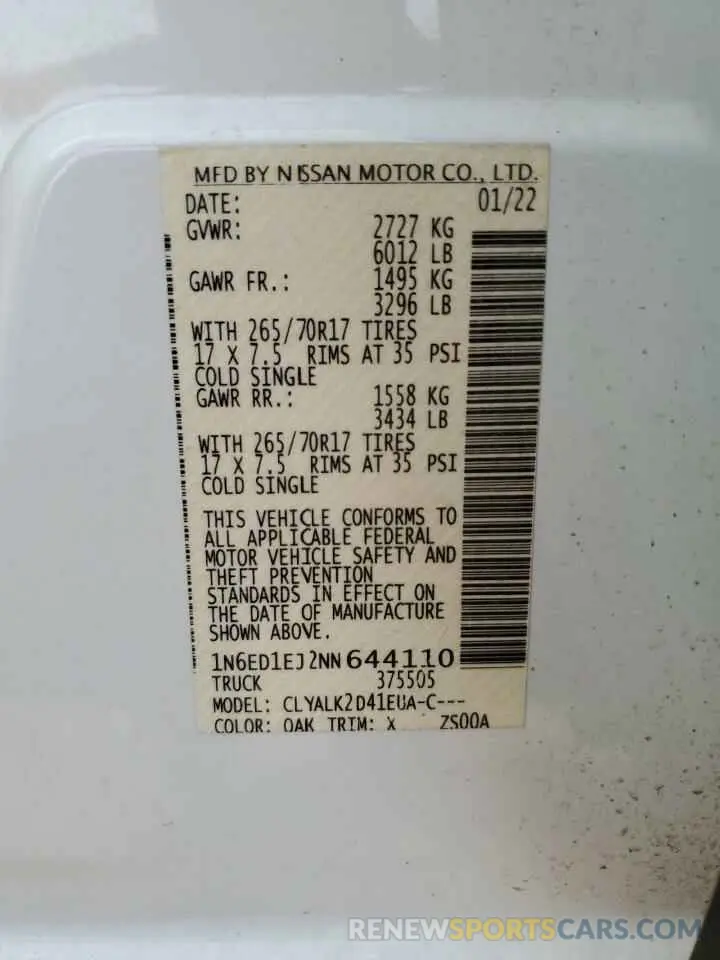 MFD BY NISSAN MOTOR CO., LTD.
DATE: 01/22
GVWR: 2727 KG
6012 LB
GAWR FR.: 1495 KG
3296 LB
WITH 265/70R17 TIRES
17 X 7.5 RIMS AT 35 PSI
COLD SINGLE
GAWR RR.: 1558 KG
3434 LB
WITH 265/70R17 TIRES
17 X 7.5 RIMS AT 35 PSI
COLD SINGLE
THIS VEHICLE CONFORMS TO
ALL APPLICABLE FEDERAL
MOTOR VEHICLE SAFETY AND
THEFT PREVENTION
STANDARDS IN EFFECT ON
THE DATE OF MANUFACTURE
SHOWN ABOVE.
1N6ED1EJ2NN644110
TRUCK 375505
MODEL: CLYALK2D41EUA-C---
COLOR: QAK TRIM: X ZS00A
RENEWSPORTSCARS.COM